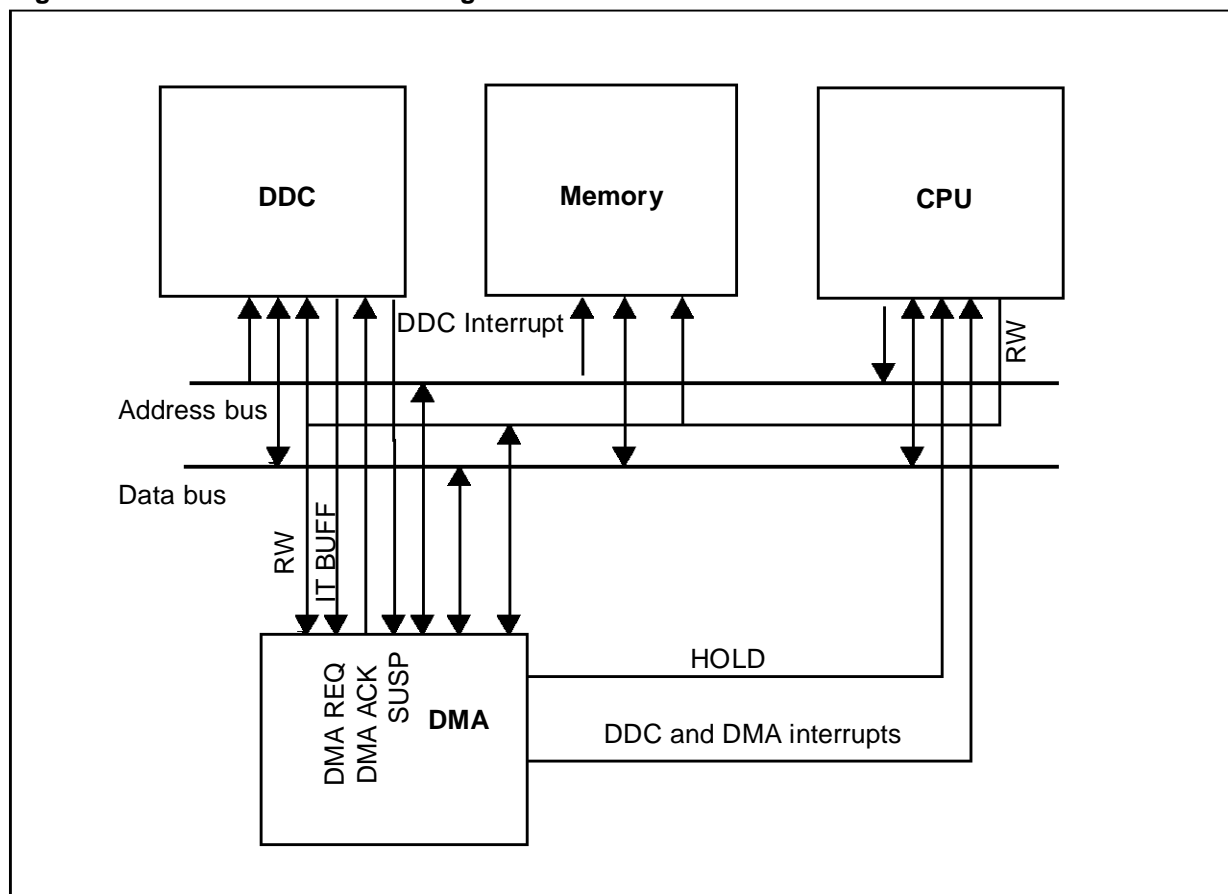 DDC
Memory
CPU
DDC Interrupt
RW
Address bus
Data bus
RW
IT BUFF
HOLD
DMA REQ
DMA ACK
SUSP
DMA
DDC and DMA interrupts